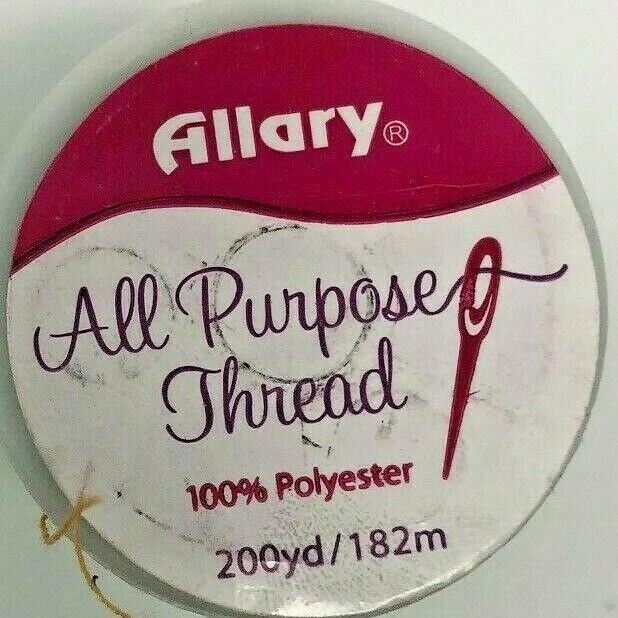 Allary®
All Purpose
Thread
100% Polyester
200yd/182m